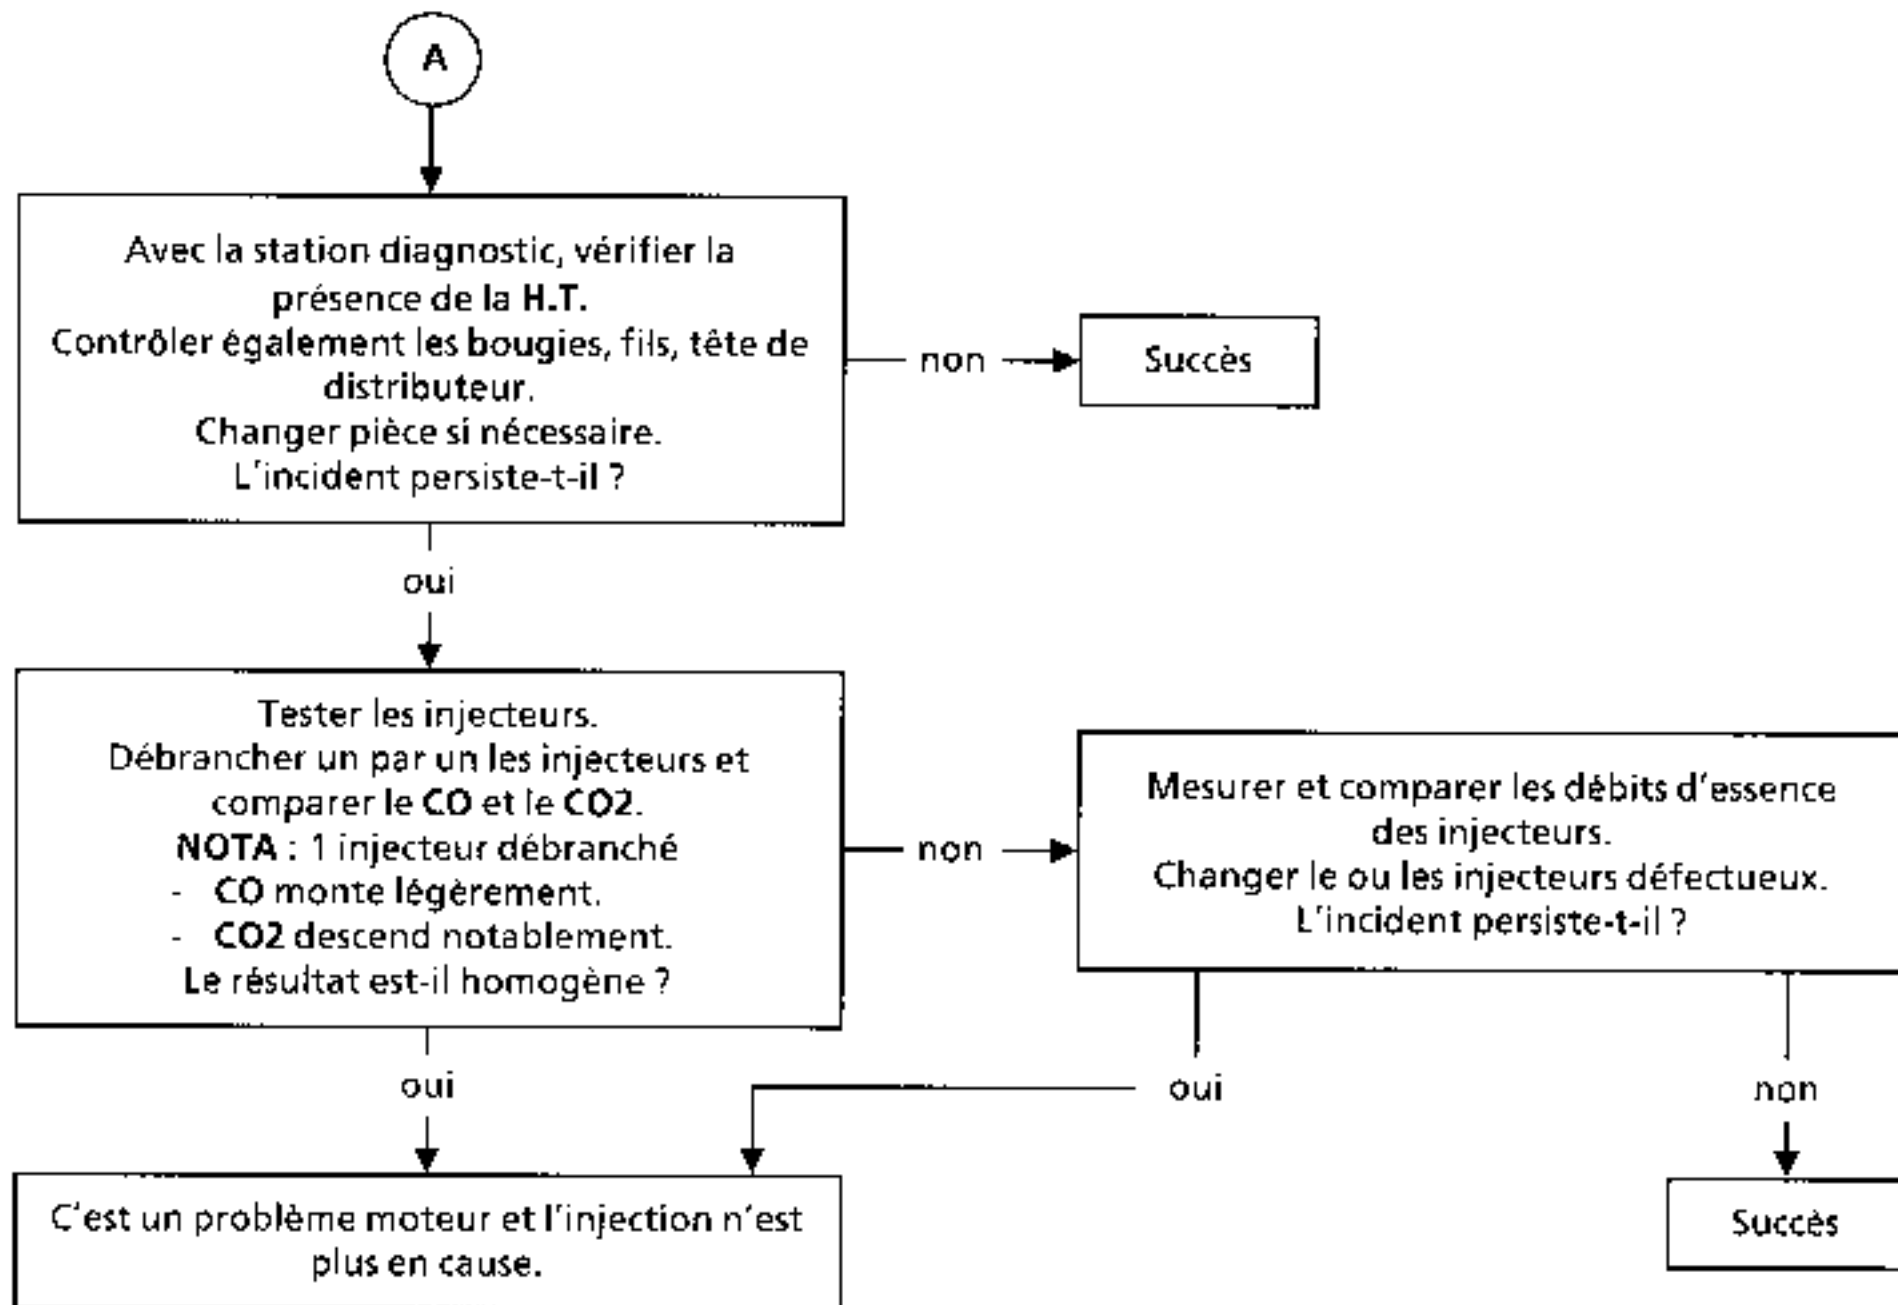 A
Avec la station diagnostic, vérifier la
présence de la H.T.
Contrôler également les bougies, fils, tête de
distributeur.
Changer pièce si nécessaire.
L'incident persiste-t-il ?
non
Succès
oui
Tester les injecteurs.
Débrancher un par un les injecteurs et
comparer le CO et le CO2.
NOTA : 1 injecteur débranché
- CO monte légèrement.
- CO2 descend notablement.
Le résultat est-il homogène ?
non
Mesurer et comparer les débits d'essence
des injecteurs.
Changer le ou les injecteurs défectueux.
L'incident persiste-t-il ?
oui
oui
non
C'est un problème moteur et l'injection n'est
plus en cause.
Succès